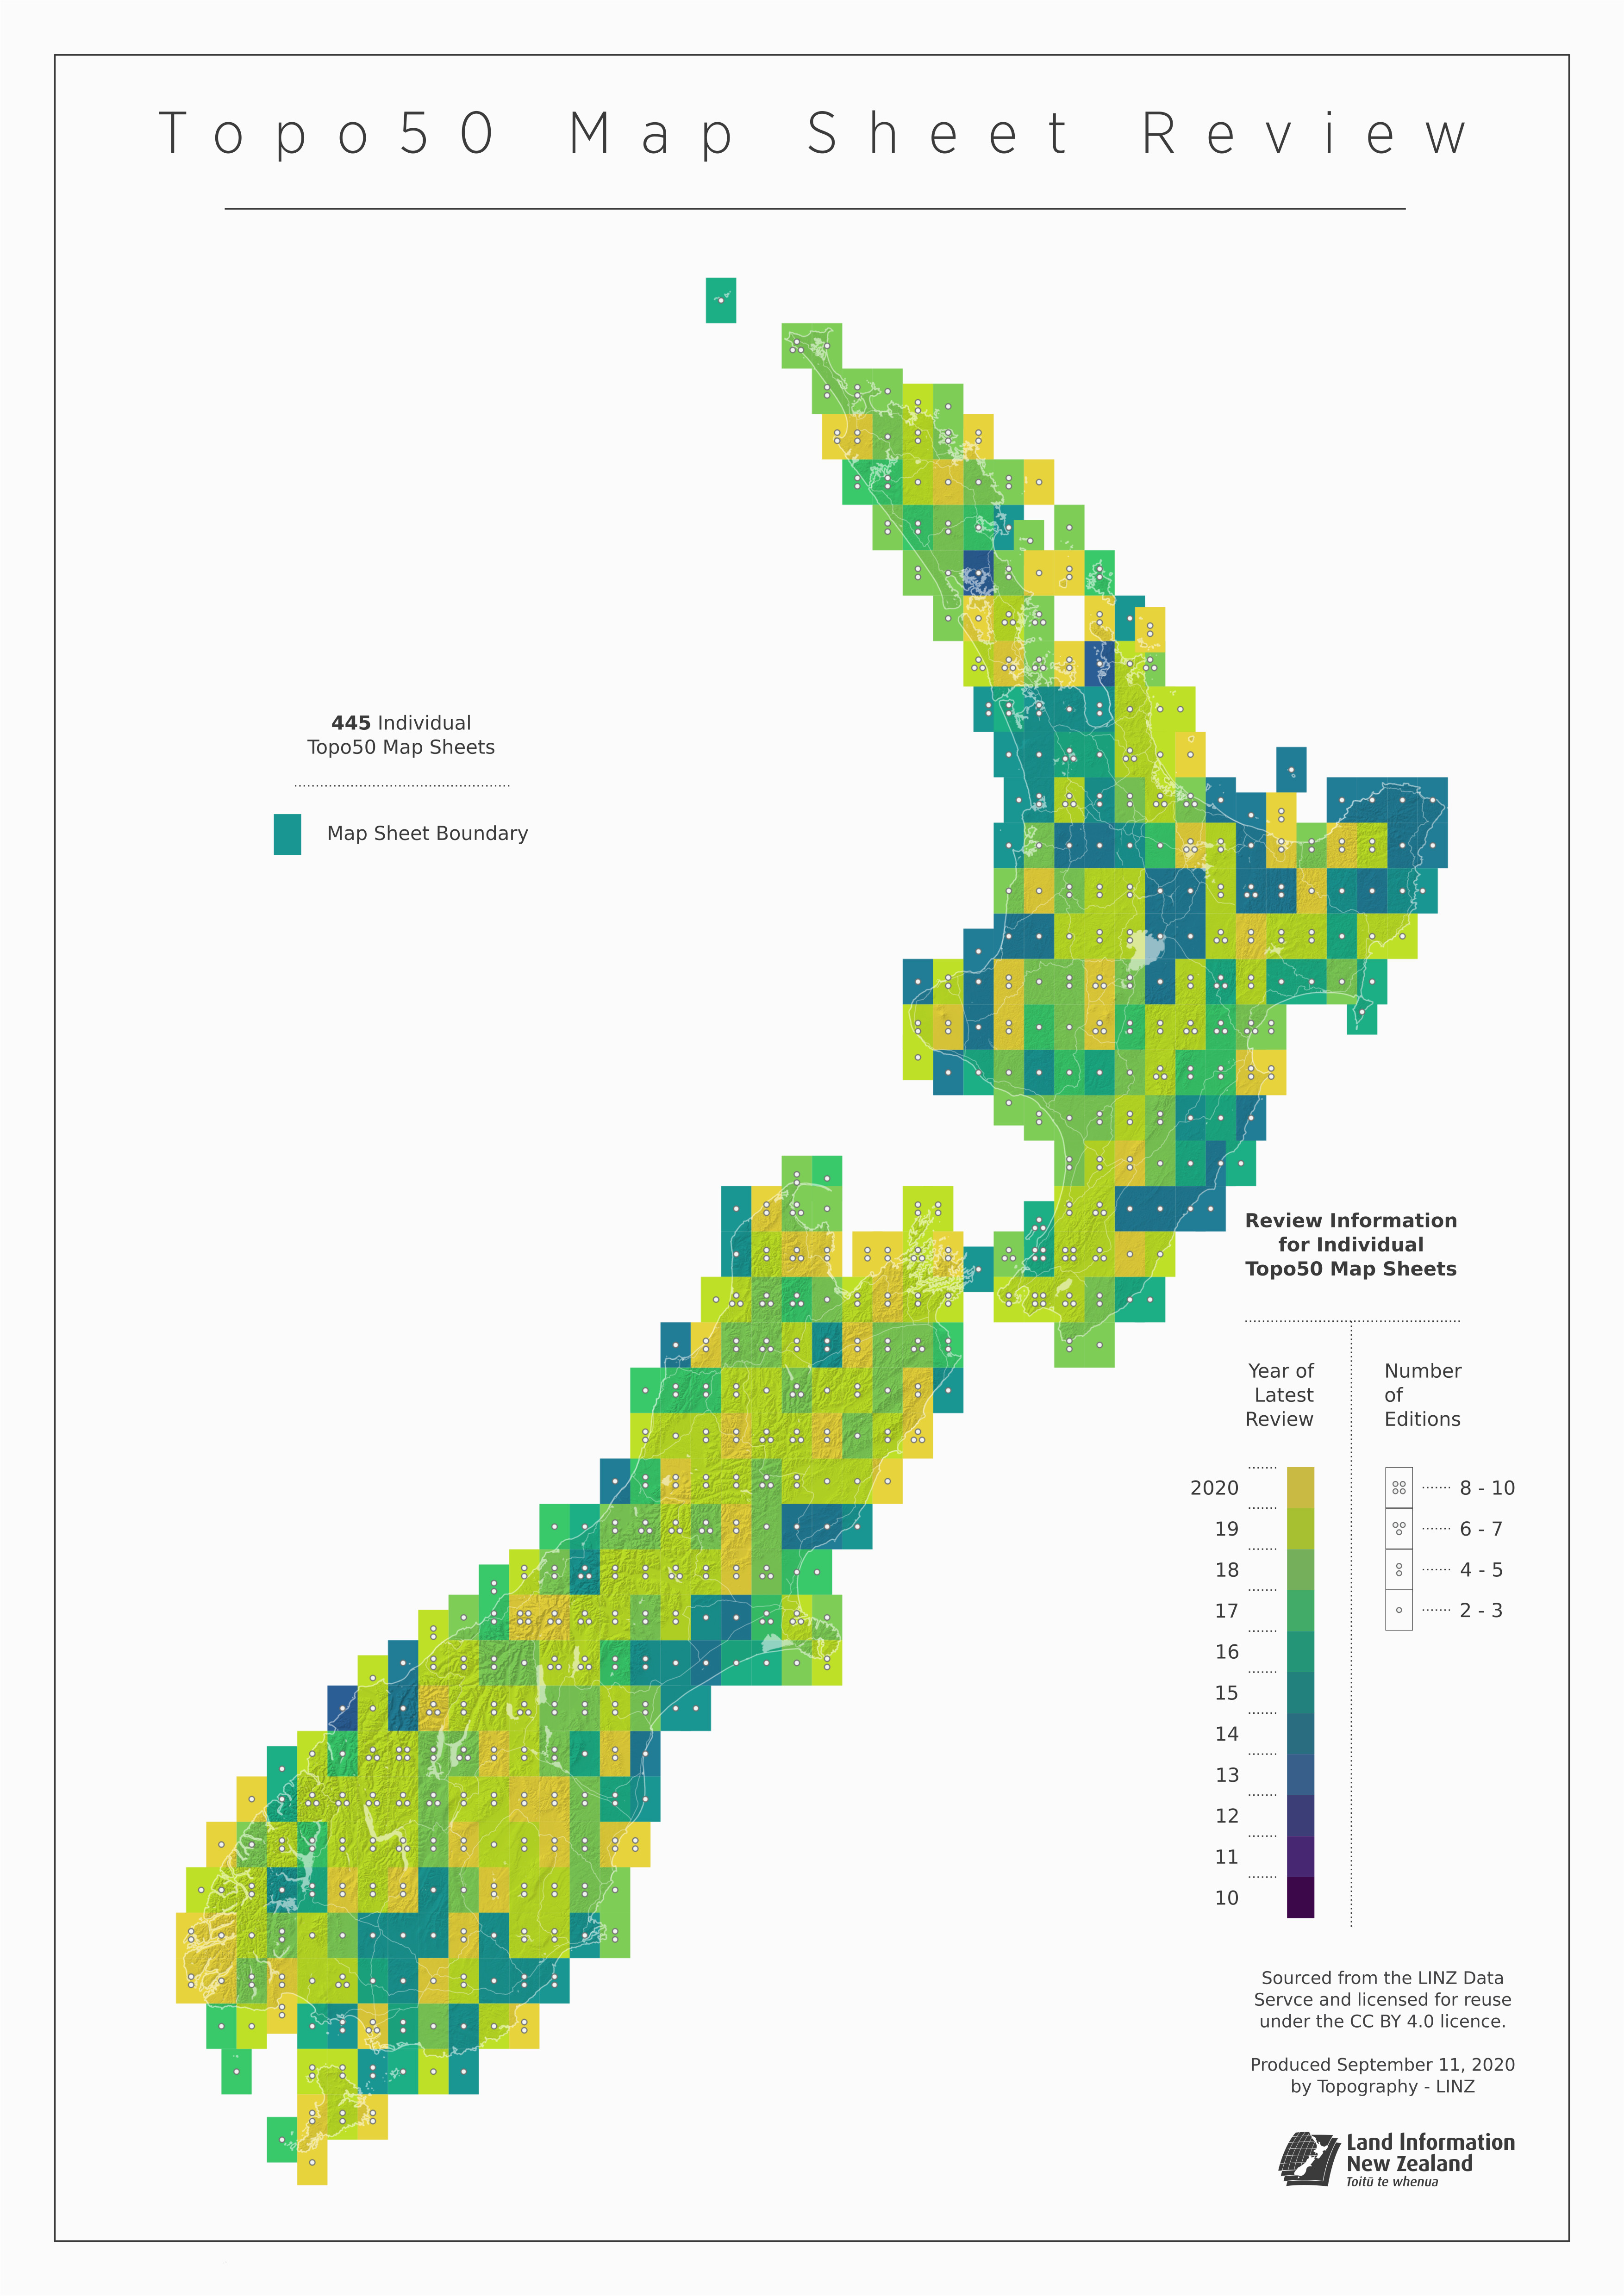 Topo50 Map Sheet Review
445 Individual
Topo50 Map Sheets
Map Sheet Boundary
Review Information
for Individual
Topo50 Map Sheets
Year of
Latest
Review
Number
of
Editions
2020
19
18
17
16
15
14
13
12
11
10
8 - 10
6 - 7
4 - 5
2 - 3
Sourced from the LINZ Data
Servce and licensed for reuse
under the CC BY 4.0 licence.
Produced September 11, 2020
by Topography - LINZ
Land Information
New Zealand
Toitū te whenua